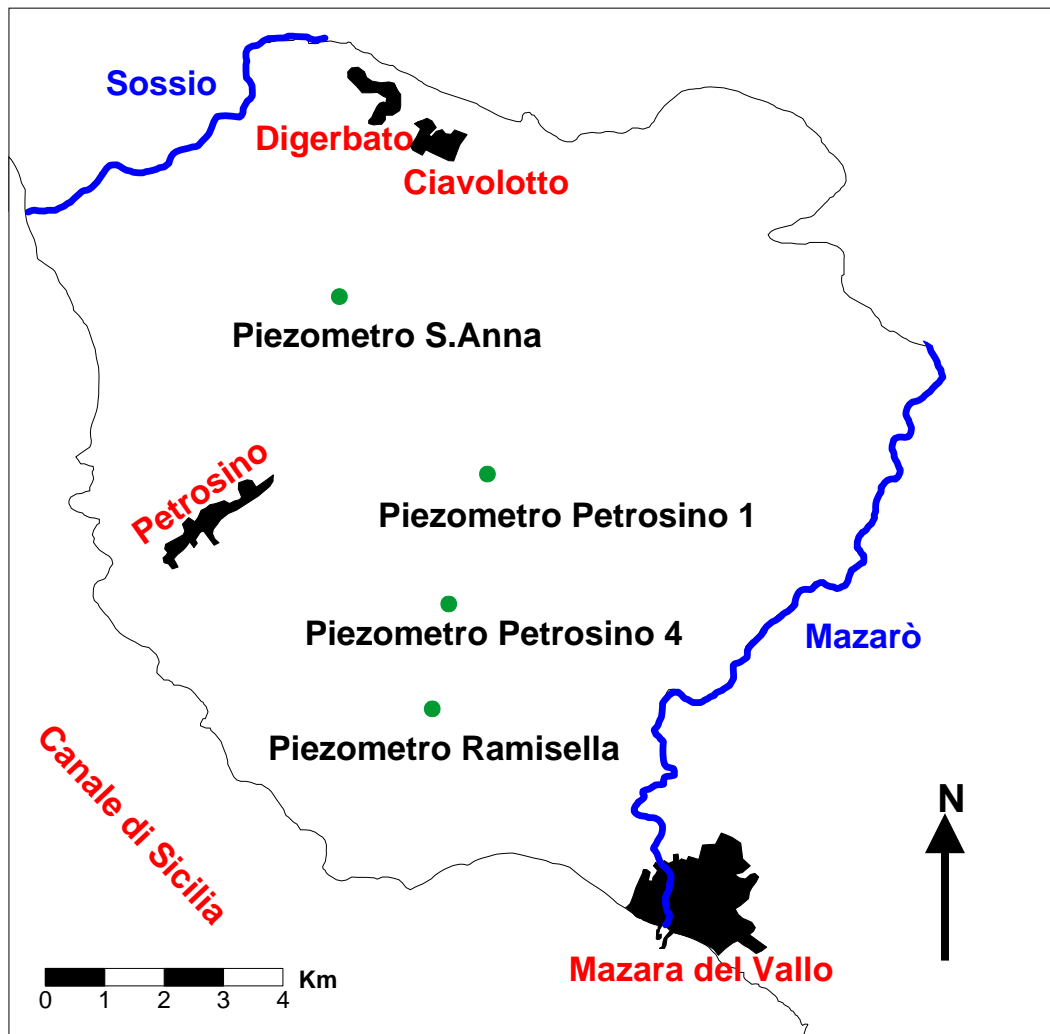 Sossio
Digerbato
Ciavolotto
Piezometro S.Anna
Petrosino
Piezometro Petrosino 1
Piezometro Petrosino 4
Mazarò
Piezometro Ramisella
Canale di Sicilia
N
Mazara del Vallo
Km
0 1 2 3 4